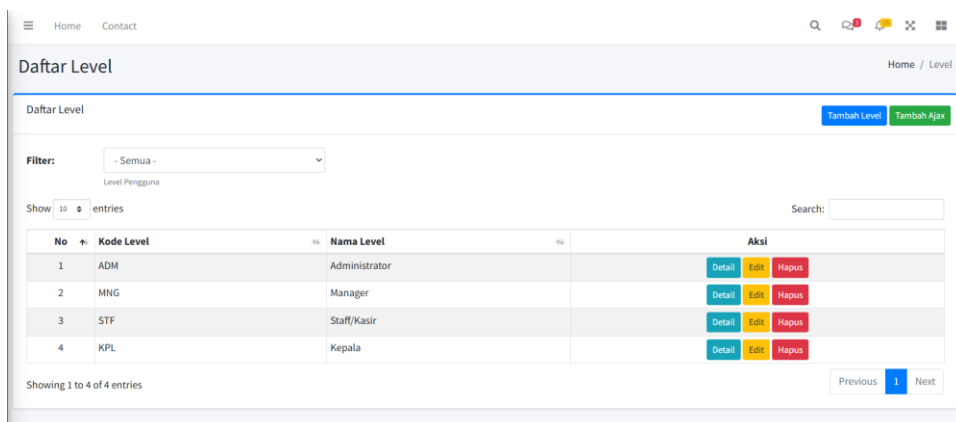 Home Contact 3 15
Daftar Level Home / Level
Daftar Level Tambah Level Tambah Ajax
Filter: - Semua -
Level Pengguna
Show 10 entries Search:
No Kode Level Nama Level Aksi
1 ADM Administrator Detail Edit Hapus
2 MNG Manager Detail Edit Hapus
3 STF Staff/Kasir Detail Edit Hapus
4 KPL Kepala Detail Edit Hapus
Showing 1 to 4 of 4 entries Previous 1 Next